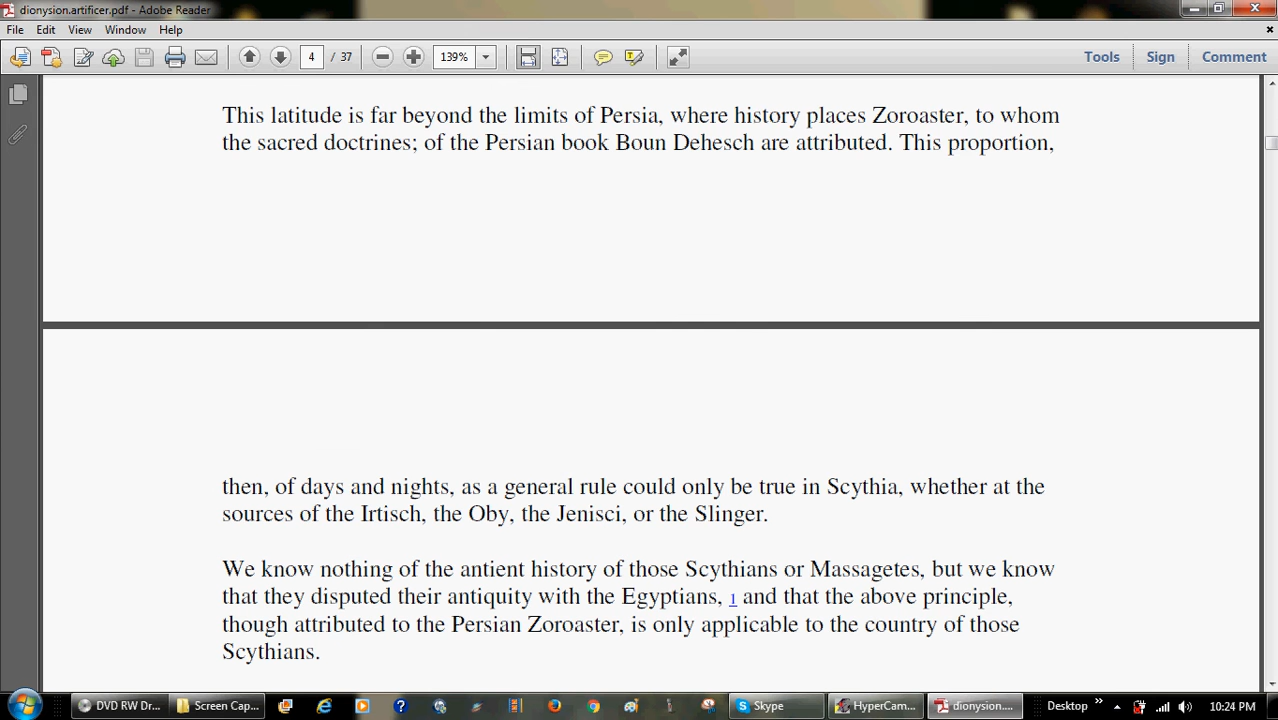 dionysion.artificer.pdf - Adobe Reader
File Edit View Window Help
4 / 37 139% Tools Sign Comment
This latitude is far beyond the limits of Persia, where history places Zoroaster, to whom
the sacred doctrines; of the Persian book Boun Dehesch are attributed. This proportion,
then, of days and nights, as a general rule could only be true in Scythia, whether at the
sources of the Irtisch, the Oby, the Jenisci, or the Slinger.
We know nothing of the antient history of those Scythians or Massagetes, but we know
that they disputed their antiquity with the Egyptians, 1 and that the above principle,
though attributed to the Persian Zoroaster, is only applicable to the country of those
Scythians.
DVD RW Dr... Screen Cap... Skype HyperCam... dionysion.... Desktop » 10:24 PM